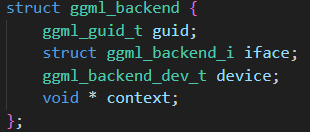 struct ggml_backend {
    ggml_guid_t guid;
    struct ggml_backend_i iface;
    ggml_backend_dev_t device;
    void * context;
};